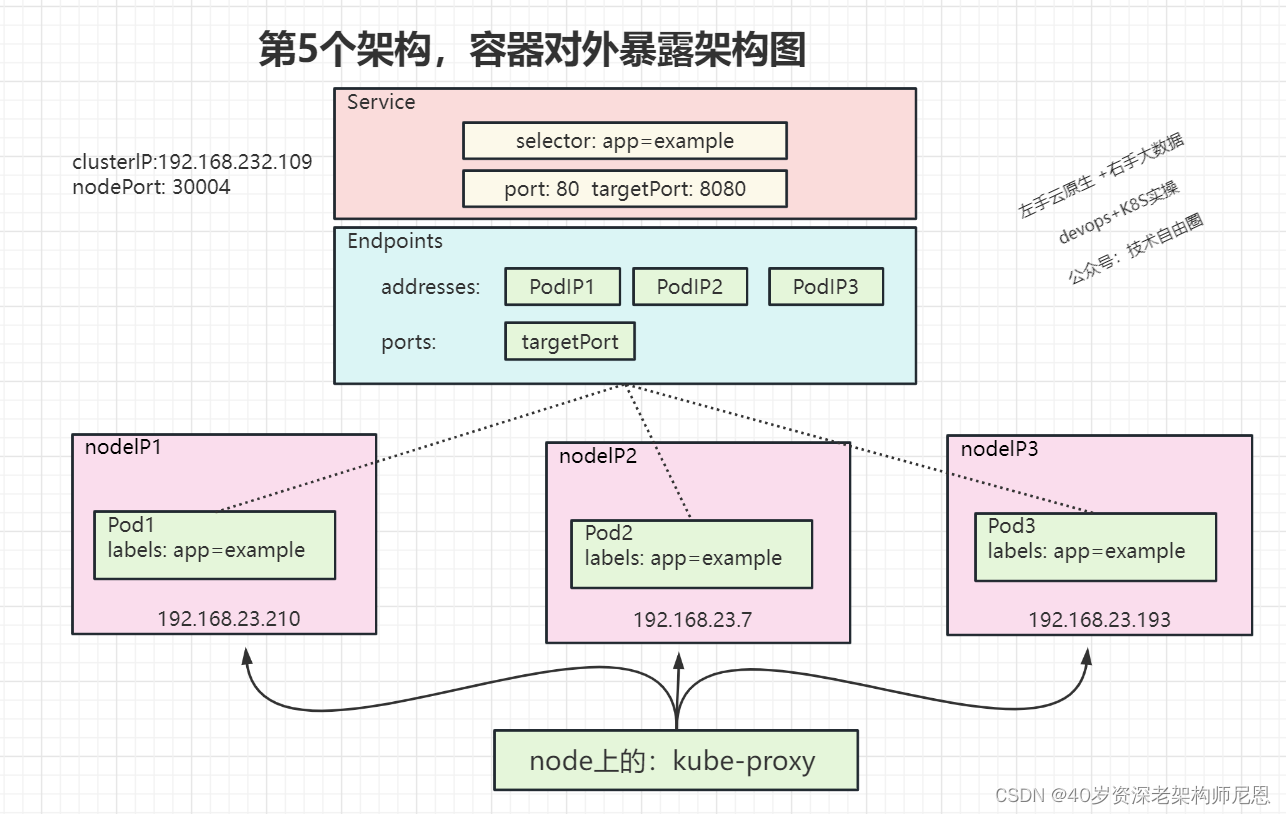 第5个架构，容器对外暴露架构图
Service
selector: app=example
port: 80 targetPort: 8080
clusterIP:192.168.232.109
nodePort: 30004
左手云原生 +右手大数据
devops+K8S实操
公众号：技术自由圈
Endpoints
addresses: PodIP1 PodIP2 PodIP3
ports: targetPort
nodeIP1
Pod1
labels: app=example
192.168.23.210
nodeIP2
Pod2
labels: app=example
192.168.23.7
nodeIP3
Pod3
labels: app=example
192.168.23.193
node上的：kube-proxy
CSDN @40岁资深老架构师尼恩